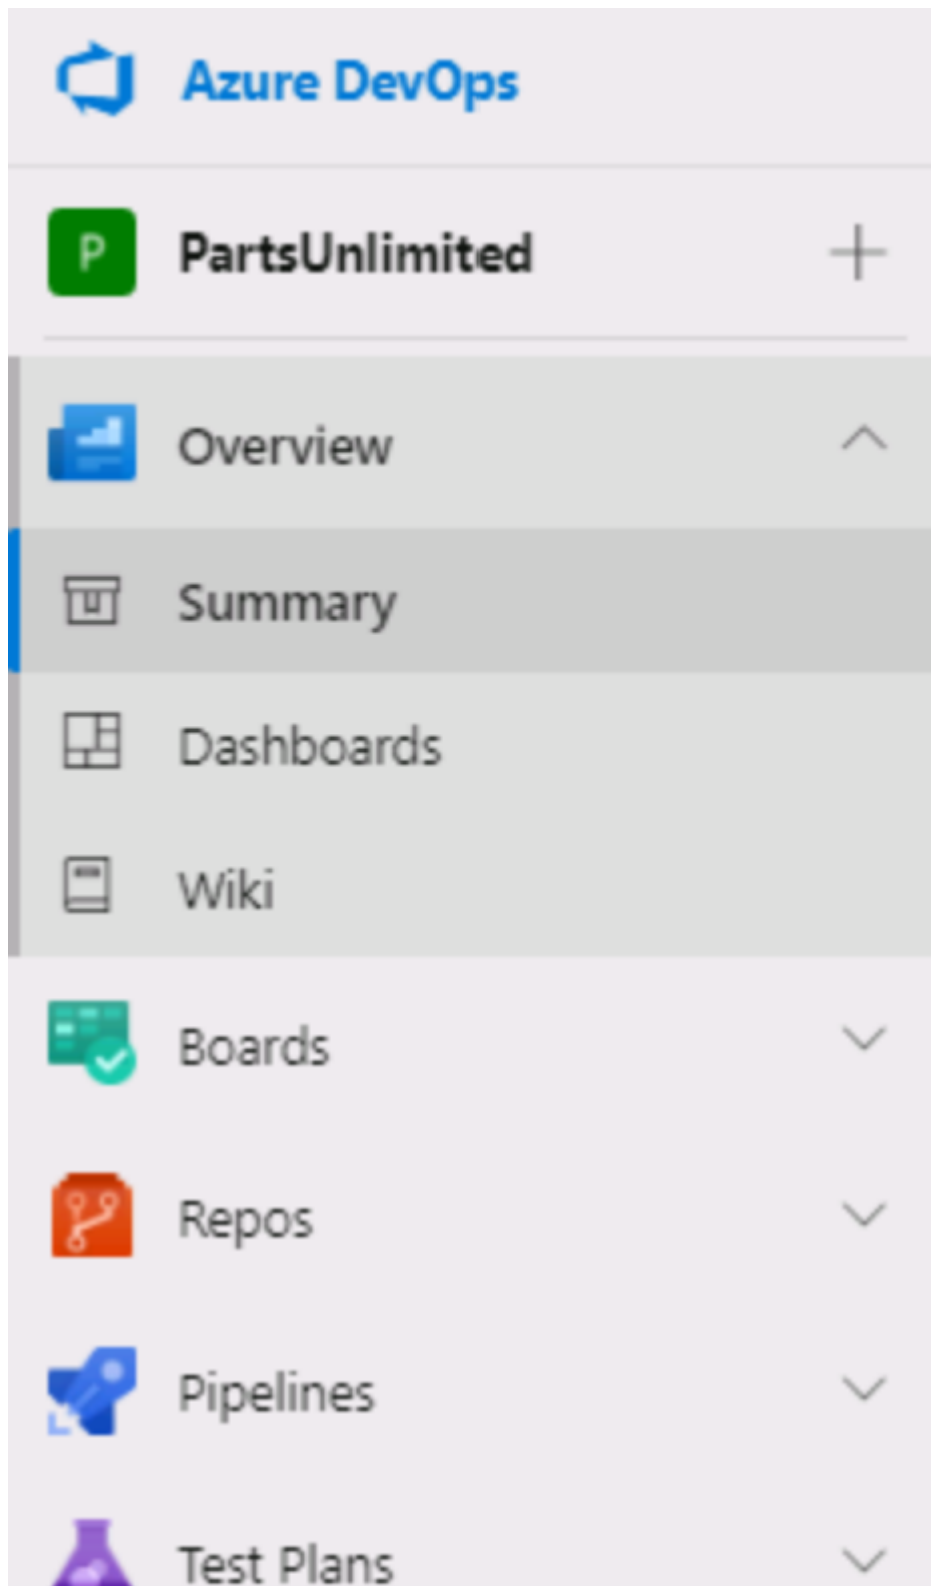 Azure DevOps
P PartsUnlimited
Overview
Summary
Dashboards
Wiki
Boards
Repos
Pipelines
Test Plans